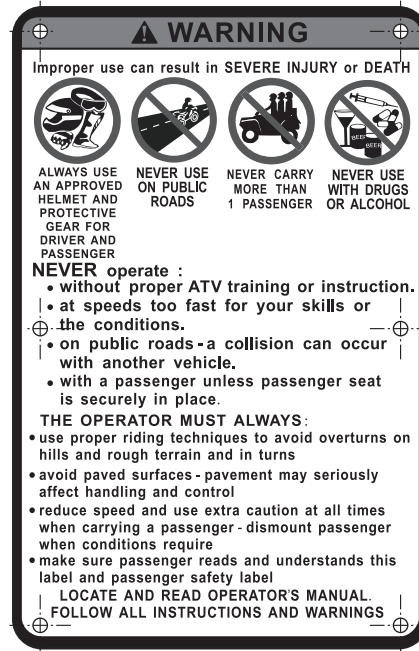 WARNING
Improper use can result in SEVERE INJURY or DEATH
ALWAYS USE
AN APPROVED
HELMET AND
PROTECTIVE
GEAR FOR
DRIVER AND
PASSENGER
NEVER USE
ON PUBLIC
ROADS
NEVER CARRY
MORE THAN
1 PASSENGER
BEER
BEER
NEVER USE
WITH DRUGS
OR ALCOHOL
NEVER operate :
• without proper ATV training or instruction.
• at speeds too fast for your skills or
the conditions.
• on public roads - a collision can occur
with another vehicle.
• with a passenger unless passenger seat
is securely in place.
THE OPERATOR MUST ALWAYS:
• use proper riding techniques to avoid overturns on
hills and rough terrain and in turns
• avoid paved surfaces - pavement may seriously
affect handling and control
• reduce speed and use extra caution at all times
when carrying a passenger - dismount passenger
when conditions require
• make sure passenger reads and understands this
label and passenger safety label
LOCATE AND READ OPERATOR'S MANUAL.
FOLLOW ALL INSTRUCTIONS AND WARNINGS